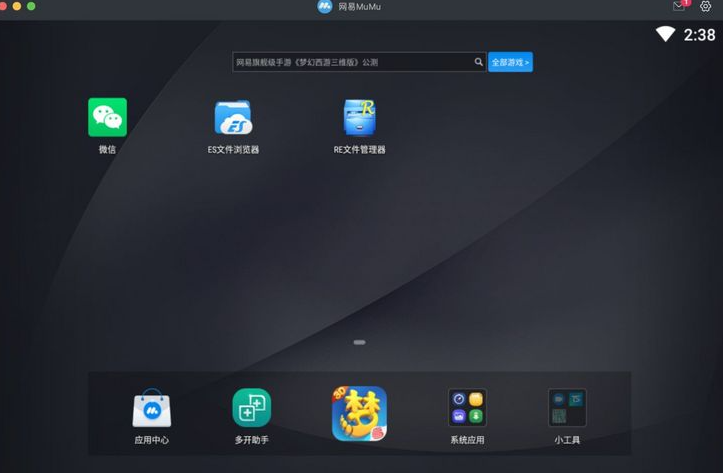 网易MuMu
1
2:38
网易旗舰级手游《梦幻西游三维版》公测
全部游戏>
微信
ES
ES文件浏览器
R
RE文件管理器
3D
梦
应用中心
多开助手
系统应用
小工具